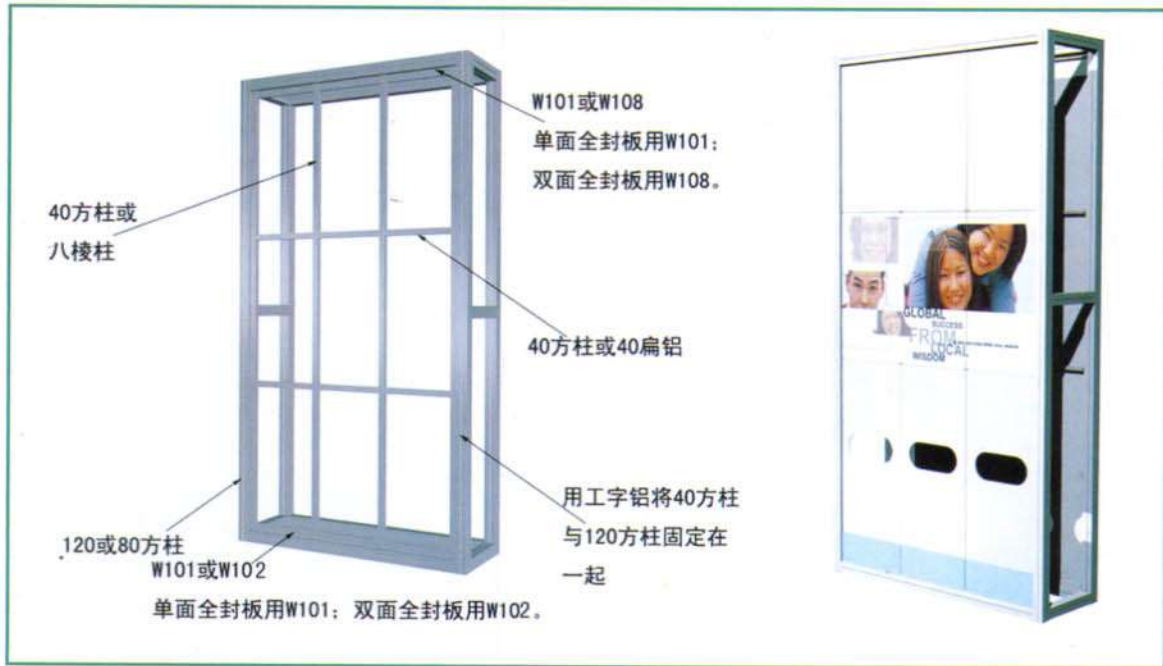 W101或W108
单面全封板用W101；
双面全封板用W108。
40方柱或
八棱柱
40方柱或40扁铝
用工字铝将40方柱
与120方柱固定在
一起
120或80方柱
W101或W102
单面全封板用W101；双面全封板用W102。
GLOBAL
SUCCESS
FROM
LOCAL
WISDOM